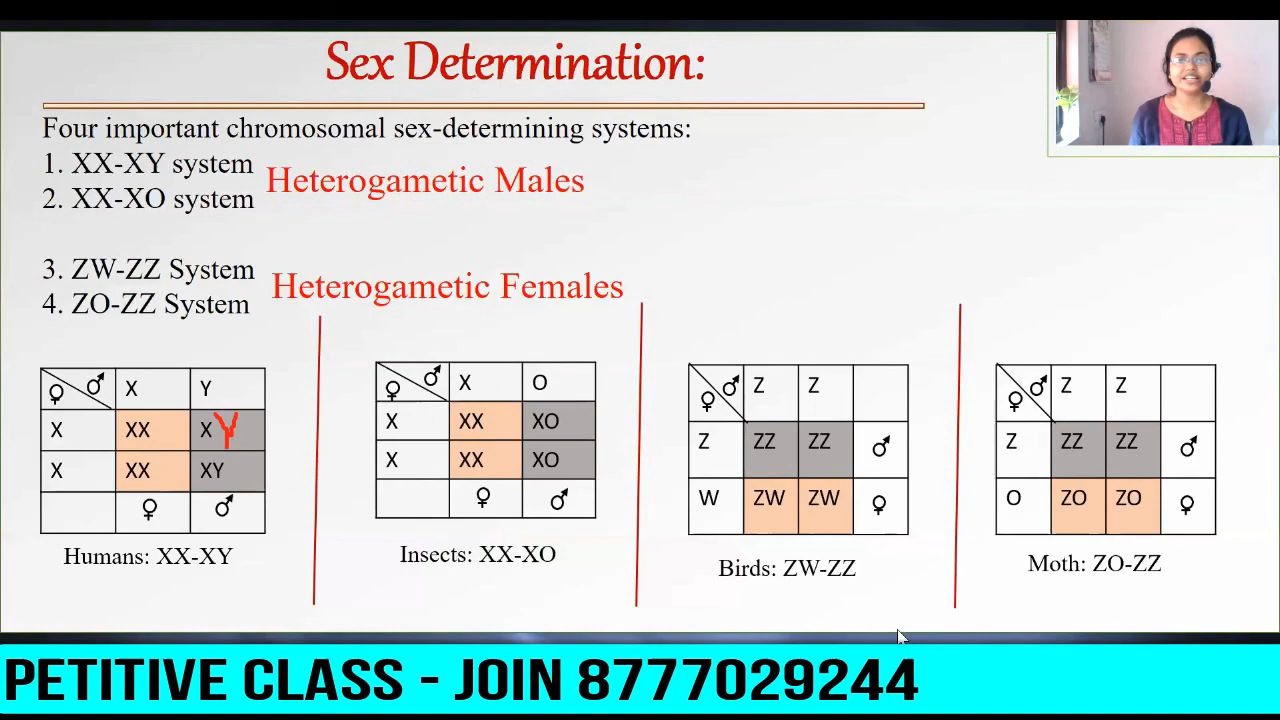 Sex Determination:
Four important chromosomal sex-determining systems:
1. XX-XY system
Heterogametic Males
2. XX-XO system
3. ZW-ZZ System
Heterogametic Females
4. ZO-ZZ System
♀ ♂ X Y
X XX XY
X XX XY
♀ ♂
Humans: XX-XY
♀ ♂ X O
X XX XO
X XX XO
♀ ♂
Insects: XX-XO
♀ ♂ Z Z
Z ZZ ZZ ♂
W ZW ZW ♀
Birds: ZW-ZZ
♀ ♂ Z Z
Z ZZ ZZ ♂
O ZO ZO ♀
Moth: ZO-ZZ
PETITIVE CLASS - JOIN 8777029244